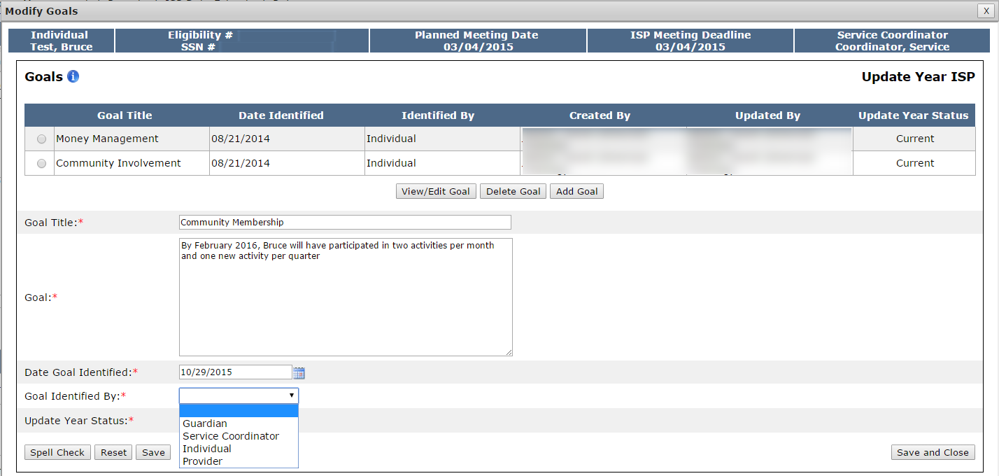 Modify Goals X
Individual Eligibility # Planned Meeting Date ISP Meeting Deadline Service Coordinator
Test, Bruce SSN # 03/04/2015 03/04/2015 Coordinator, Service
Goals i Update Year ISP
Goal Title Date Identified Identified By Created By Updated By Update Year Status
Money Management 08/21/2014 Individual Current
Community Involvement 08/21/2014 Individual Current
View/Edit Goal Delete Goal Add Goal
Goal Title:* Community Membership
By February 2016, Bruce will have participated in two activities per month
and one new activity per quarter
Goal:*
Date Goal Identified:* 10/29/2015
Goal Identified By:*
Update Year Status:*
Guardian
Service Coordinator
Individual
Provider
Spell Check Reset Save Save and Close